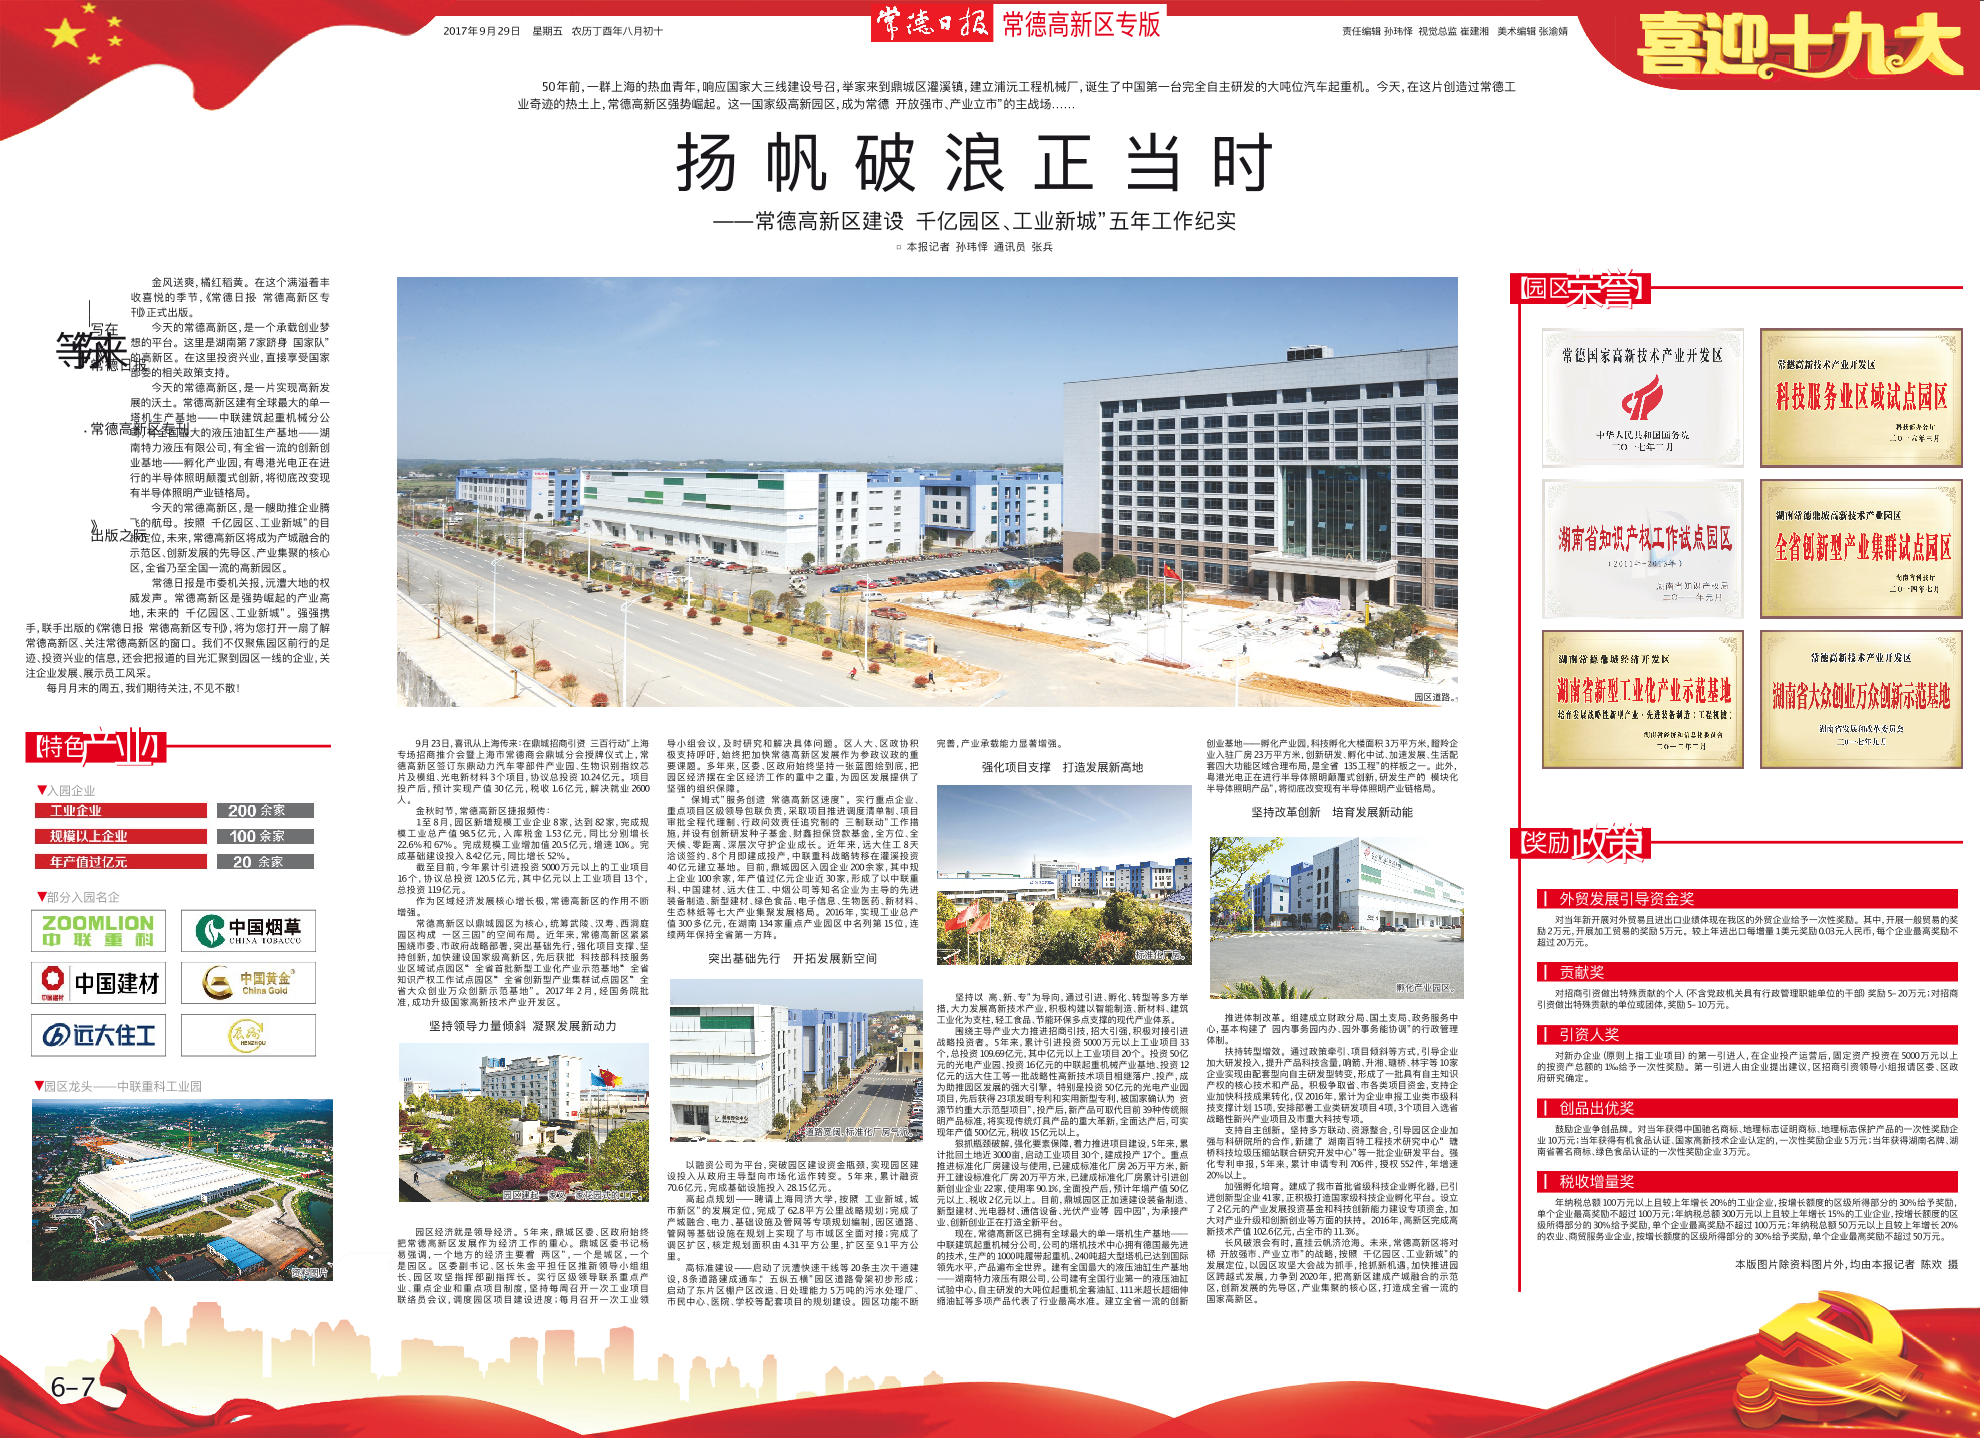 2017年9月29日 星期五 农历丁酉年八月初十
常德日报 常德高新区专版
责任编辑 孙玮怿 视觉总监 崔建湘 美术编辑 张渝婧
喜迎十九大
50年前,一群上海的热血青年,响应国家大三线建设号召,举家来到鼎城区灌溪镇,建立浦沅工程机械厂,诞生了中国第一台完全自主研发的大吨位汽车起重机。今天,在这片创造过常德工
业奇迹的热土上,常德高新区强势崛起。这一国家级高新园区,成为常德 开放强市、产业立市”的主战场……
扬帆破浪正当时
——常德高新区建设 千亿园区、工业新城”五年工作纪实
□ 本报记者 孙玮怿 通讯员 张兵
写在
常德日报
·常德高新区专刊
》
出版之际
金风送爽,橘红稻黄。在这个满溢着丰
收喜悦的季节,《常德日报 常德高新区专
刊》正式出版。
今天的常德高新区,是一个承载创业梦
想的平台。这里是湖南第7家跻身 国家队”
的高新区。在这里投资兴业,直接享受国家
部委的相关政策支持。
今天的常德高新区,是一片实现高新发
展的沃土。常德高新区建有全球最大的单一
塔机生产基地——中联建筑起重机械分公
司,有全国最大的液压油缸生产基地——湖
南特力液压有限公司,有全省一流的创新创
业基地——孵化产业园,有粤港光电正在进
行的半导体照明颠覆式创新,将彻底改变现
有半导体照明产业链格局。
今天的常德高新区,是一艘助推企业腾
飞的航母。按照 千亿园区、工业新城”的目
标定位,未来,常德高新区将成为产城融合的
示范区、创新发展的先导区、产业集聚的核心
区,全省乃至全国一流的高新园区。
常德日报是市委机关报,沅澧大地的权
威发声。常德高新区是强势崛起的产业高
地,未来的 千亿园区、工业新城”。强强携
手,联手出版的《常德日报 常德高新区专刊》,将为您打开一扇了解
常德高新区、关注常德高新区的窗口。我们不仅聚焦园区前行的足
迹、投资兴业的信息,还会把报道的目光汇聚到园区一线的企业,关
注企业发展、展示员工风采。
每月月末的周五,我们期待关注,不见不散!
【特色产业】
▼入园企业
工业企业 200 余家
规模以上企业 100 余家
年产值过亿元 20 余家
▼部分入园名企
ZOOMLION
中联重科
中国烟草
CHINA TOBACCO
中国建材
中国黄金
China Gold
远大住工
HENZHOU
▼园区龙头——中联重科工业园
资料图片
6-7
园区道路。
9月23日,喜讯从上海传来:在鼎城招商引资 三百行动”上海
专场招商推介会暨上海市常德商会鼎城分会授牌仪式上,常
德高新区签订东鼎动力汽车零部件产业园、生物识别指纹芯
片及模组、光电新材料3个项目,协议总投资10.24亿元。项目
投产后,预计实现产值30亿元,税收1.6亿元,解决就业2600
人。
金秋时节,常德高新区捷报频传:
1至8月,园区新增规模工业企业8家,达到82家,完成规
模工业总产值98.5亿元,入库税金1.53亿元,同比分别增长
22.6%和67%。完成规模工业增加值20.5亿元,增速10%。完
成基础建设投入8.42亿元,同比增长52%。
截至目前,今年累计引进投资5000万元以上的工业项目
16个,协议总投资120.5亿元,其中亿元以上工业项目13个,
总投资119亿元。
作为区域经济发展核心增长极,常德高新区的作用不断
增强。
常德高新区以鼎城园区为核心,统筹武陵、汉寿、西洞庭
园区构成 一区三园”的空间布局。近年来,常德高新区紧紧
围绕市委、市政府战略部署,突出基础先行,强化项目支撑、坚
持创新,加快建设国家级高新区,先后获批 科技部科技服务
业区域试点园区” 全省首批新型工业化产业示范基地” 全省
知识产权工作试点园区” 全省创新型产业集群试点园区” 全
省大众创业万众创新示范基地”。2017年2月,经国务院批
准,成功升级国家高新技术产业开发区。
坚持领导力量倾斜 凝聚发展新动力
园区经济就是领导经济。5年来,鼎城区委、区政府始终
把常德高新区发展作为经济工作的重心。鼎城区委书记杨
易强调,一个地方的经济主要看 两区”,一个是城区,一个
是园区。区委副书记、区长朱金平担任区推新领导小组组
长、园区攻坚指挥部副指挥长。实行区级领导联系重点产
业、重点企业和重点项目制度,坚持每周召开一次工业项目
联络员会议,调度园区项目建设进度;每月召开一次工业领
导小组会议,及时研究和解决具体问题。区人大、区政协积
极支持呼吁,始终把加快常德高新区发展作为参政议政的重
要课题。多年来,区委、区政府始终坚持一张蓝图绘到底,把
园区经济摆在全区经济工作的重中之重,为园区发展提供了
坚强的组织保障。
“ 保姆式”服务创造 常德高新区速度”。实行重点企业、
重点项目区级领导包联负责,采取项目推进调度清单制、项目
审批全程代理制、行政问效责任追究制的 三制联动”工作措
施,并设有创新研发种子基金、财鑫担保贷款基金,全方位、全
天候、零距离、深层次守护企业成长。近年来,远大住工8天
洽谈签约、8个月即建成投产,中联重科战略转移在灌溪投资
40亿元建立基地。目前,鼎城园区入园企业200余家,其中规
上企业100余家,年产值过亿元企业近30家,形成了以中联重
科、中国建材、远大住工、中烟公司等知名企业为主导的先进
装备制造、新型建材、绿色食品、电子信息、生物医药、新材料、
生态林纸等七大产业集聚发展格局。2016年,实现工业总产
值300多亿元,在湖南134家重点产业园区中名列第15位,连
续两年保持全省第一方阵。
突出基础先行 开拓发展新空间
道路宽阔、标准化厂房气派。
以融资公司为平台,突破园区建设资金瓶颈,实现园区建
设投入从政府主导型向市场化运作转变。5年来,累计融资
70.6亿元,完成基础设施投入28.15亿元。
高起点规划——聘请上海同济大学,按照 工业新城,城
市新区”的发展定位,完成了62.8平方公里战略规划;完成了
产城融合、电力、基础设施及管网等专项规划编制,园区道路、
管网等基础设施在规划上实现了与市城区全面对接;完成了
调区扩区,核定规划面积由4.31平方公里,扩区至9.1平方公
里。
高标准建设——启动了沅澧快速干线等20条主次干道建
设,8条道路建成通车,“ 五纵五横”园区道路骨架初步形成;
启动了东片区棚户区改造、日处理能力5万吨的污水处理厂、
市民中心、医院、学校等配套项目的规划建设。园区功能不断
完善,产业承载能力显著增强。
强化项目支撑 打造发展新高地
标准化厂房。
坚持以 高、新、专”为导向,通过引进、孵化、转型等多方举
措,大力发展高新技术产业,积极构建以智能制造、新材料、建筑
工业化为支柱,轻工食品、节能环保多点支撑的现代产业体系。
围绕主导产业大力推进招商引技,招大引强,积极对接引进
战略投资者。5年来,累计引进投资5000万元以上工业项目33
个,总投资109.69亿元,其中亿元以上工业项目20个。投资50亿
元的光电产业园、投资16亿元的中联起重机械产业基地、投资12
亿元的远大住工等一批战略性高新技术项目相继落户、投产,成
为助推园区发展的强大引擎。特别是投资50亿元的光电产业园
项目,先后获得23项发明专利和实用新型专利,被国家确认为 资
源节约重大示范型项目”,投产后,新产品可取代目前39种传统照
明产品标准,将实现传统灯具产品的重大革新,全面达产后,可实
现年产值500亿元,税收15亿元以上。
狠抓瓶颈破解,强化要素保障,着力推进项目建设,5年来,累
计批回土地近3000亩,启动工业项目30个,建成投产17个。重点
推进标准化厂房建设与使用,已建成标准化厂房26万平方米,新
开工建设标准化厂房20万平方米,已建成标准化厂房累计引进创
新创业企业22家,使用率90.1%,全面投产后,预计年增产值50亿
元以上,税收2亿元以上。目前,鼎城园区正加速建设装备制造、
新型建材、光电器材、通信设备、光伏产业等 园中园”,为承接产
业、创新创业正在打造全新平台。
现在,常德高新区已拥有全球最大的单一塔机生产基地——
中联建筑起重机械分公司,公司的塔机技术中心拥有德国最先进
的技术,生产的1000吨履带起重机、240吨超大型塔机已达到国际
领先水平,产品遍布全世界。建有全国最大的液压油缸生产基地
——湖南特力液压有限公司,公司建有全国行业第一的液压油缸
试验中心,自主研发的大吨位起重机全套油缸、111米超长超细伸
缩油缸等多项产品代表了行业最高水准。建立全省一流的创新
创业基地——孵化产业园,科技孵化大楼面积3万平方米,瞪羚企
业入驻厂房23万平方米,创新研发、孵化中试、加速发展、生活配
套四大功能区域合理布局,是全省 135工程”的样板之一。此外,
粤港光电正在进行半导体照明颠覆式创新,研发生产的 模块化
半导体照明产品”,将彻底改变现有半导体照明产业链格局。
坚持改革创新 培育发展新动能
孵化产业园区。
推进体制改革。组建成立财政分局、国土支局、政务服务中
心,基本构建了 园内事务园内办、园外事务能协调”的行政管理
体制。
扶持转型增效。通过政策牵引、项目倾斜等方式,引导企业
加大研发投入,提升产品科技含量,响箭、升湘、瑭桥、林宇等10家
企业实现由配套型向自主研发型转变,形成了一批具有自主知识
产权的核心技术和产品。积极争取省、市各类项目资金,支持企
业加快科技成果转化,仅2016年,累计为企业申报工业类市级科
技支撑计划15项,安排部署工业类研发项目4项,3个项目入选省
战略性新兴产业项目及市重大科技专项。
支持自主创新。坚持多方联动、资源整合,引导园区企业加
强与科研院所的合作,新建了 湖南百特工程技术研究中心” 瑭
桥科技垃圾压缩站联合研究开发中心”等一批企业研发平台。强
化专利申报,5年来,累计申请专利706件,授权552件,年增速
20%以上。
加强孵化培育。建成了我市首批省级科技企业孵化器,已引
进创新型企业41家,正积极打造国家级科技企业孵化平台。设立
了2亿元的产业发展投资基金和科技创新能力建设专项资金,加
大对产业升级和创新创业等方面的扶持。2016年,高新区完成高
新技术产值102.6亿元,占全市的11.3%。
长风破浪会有时,直挂云帆济沧海。未来,常德高新区将对
标 开放强市、产业立市”的战略,按照 千亿园区、工业新城”的
发展定位,以园区攻坚大会战为抓手,抢抓新机遇,加快推进园
区跨越式发展,力争到2020年,把高新区建成产城融合的示范
区,创新发展的先导区,产业集聚的核心区,打造成全省一流的
国家高新区。
【园区荣誉】
常德国家高新技术产业开发区
中华人民共和国国务院
二〇一七年二月
常德高新技术产业开发区
科技服务业区域试点园区
湖南省知识产权工作试点园区
湖南省知识产权局
湖南常德鼎城高新技术产业园区
全省创新型产业集群试点园区
湖南省科技厅
二〇一四年七月
湖南常德鼎城经济开发区
湖南省新型工业化产业示范基地
常德高新技术产业开发区
湖南省大众创业万众创新示范基地
湖南省发展和改革委员会
二〇一七年九月
【奖励政策】
外贸发展引导资金奖
对当年新开展对外贸易且进出口业绩体现在我区的外贸企业给予一次性奖励。其中,开展一般贸易的奖
励2万元,开展加工贸易的奖励5万元。较上年进出口每增量1美元奖励0.03元人民币,每个企业最高奖励不
超过20万元。
贡献奖
对招商引资做出特殊贡献的个人(不含党政机关具有行政管理职能单位的干部)奖励5-20万元;对招商
引资做出特殊贡献的单位或团体,奖励5-10万元。
引资人奖
对新办企业(原则上指工业项目)的第一引进人,在企业投产运营后,固定资产投资在5000万元以上
的按资产总额的1‰给予一次性奖励。第一引进人由企业提出建议,区招商引资领导小组报请区委、区政
府研究确定。
创品出优奖
鼓励企业争创品牌。对当年获得中国驰名商标、地理标志证明商标、地理标志保护产品的一次性奖励企
业10万元;当年获得有机食品认证、国家高新技术企业认定的,一次性奖励企业5万元;当年获得湖南名牌、湖
南省著名商标、绿色食品认证的一次性奖励企业3万元。
税收增量奖
年纳税总额100万元以上且较上年增长20%的工业企业,按增长额度的区级所得部分的30%给予奖励,
单个企业最高奖励不超过100万元;年纳税总额300万元以上且较上年增长15%的工业企业,按增长额度的区
级所得部分的30%给予奖励,单个企业最高奖励不超过100万元;年纳税总额50万元以上且较上年增长20%
的农业、商贸服务业企业,按增长额度的区级所得部分的30%给予奖励,单个企业最高奖励不超过50万元。
本版图片除资料图片外,均由本报记者 陈欢 摄